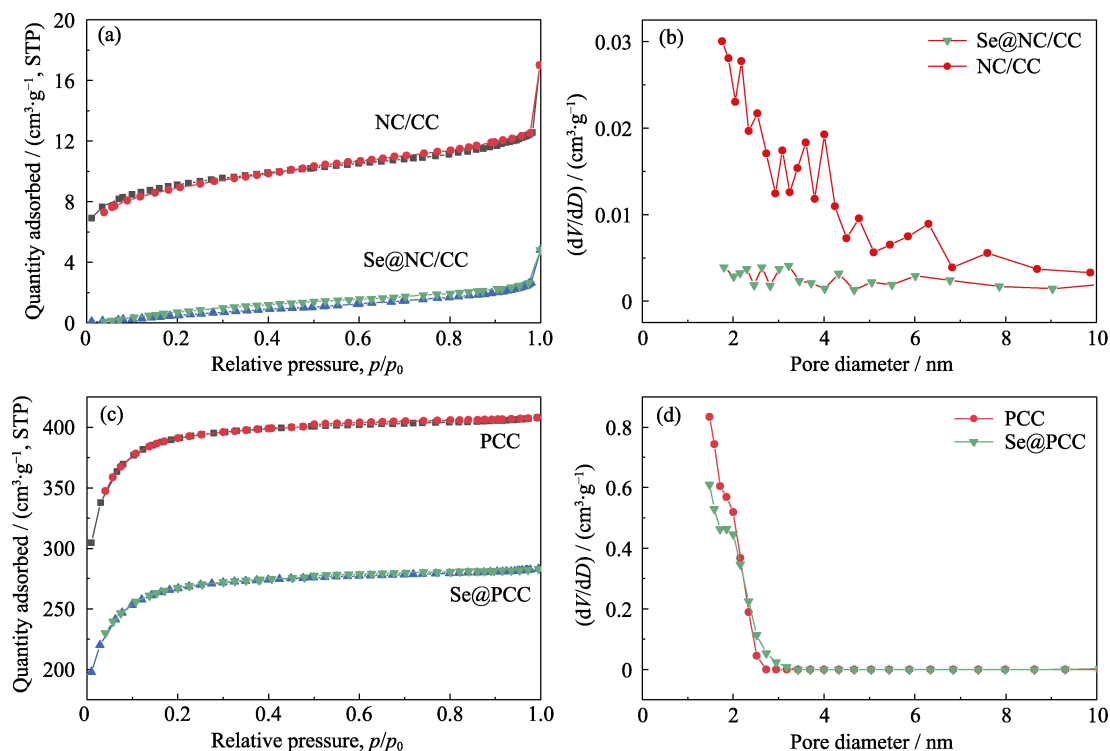 (a)
Quantity adsorbed / (cm³·g⁻¹, STP)
20
16
12
8
4
0
NC/CC
Se@NC/CC
0
0.2
0.4
0.6
0.8
1.0
Relative pressure, p/p₀
(b)
Se@NC/CC
NC/CC
(dV/dD) / (cm³·g⁻¹)
0.03
0.02
0.01
0
0
2
4
6
8
10
Pore diameter / nm
(c)
Quantity adsorbed / (cm³·g⁻¹, STP)
400
350
300
250
200
PCC
Se@PCC
0
0.2
0.4
0.6
0.8
1.0
Relative pressure, p/p₀
(d)
PCC
Se@PCC
(dV/dD) / (cm³·g⁻¹)
0.8
0.6
0.4
0.2
0
0
2
4
6
8
10
Pore diameter / nm